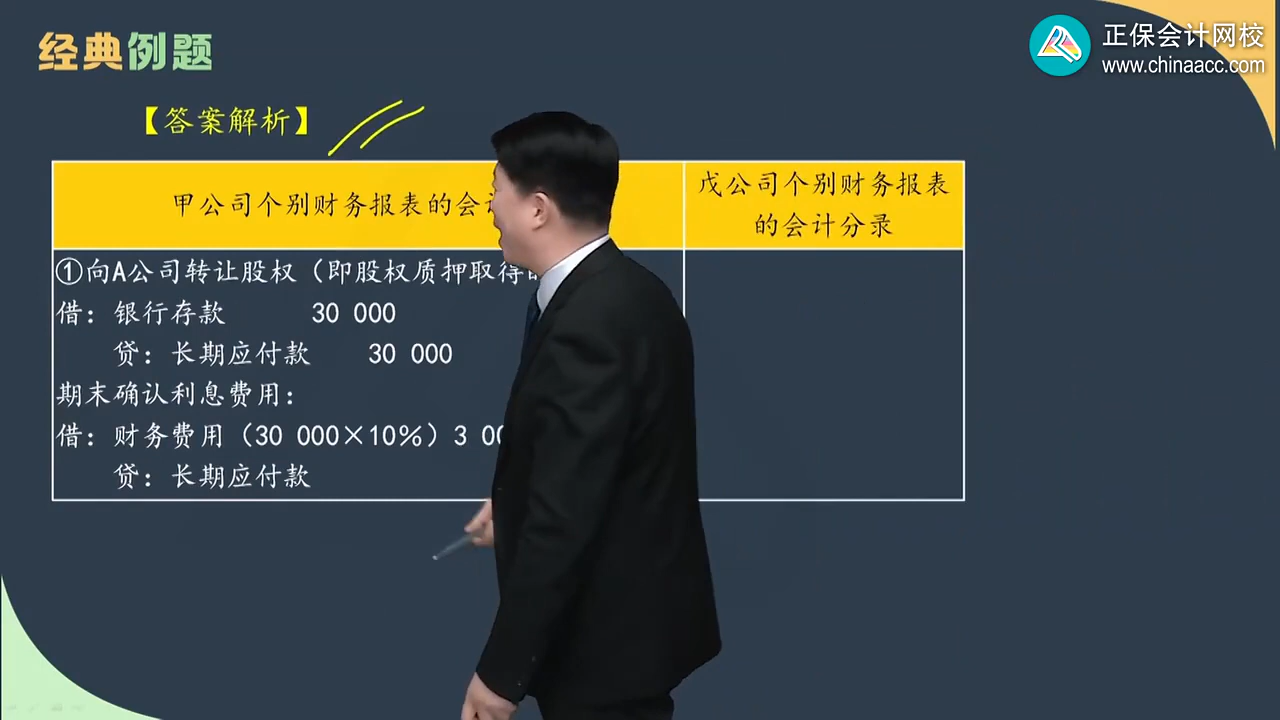 经典例题
正保会计网校
www.chinaacc.com
【答案解析】
甲公司个别财务报表的会
戊公司个别财务报表
的会计分录
①向A公司转让股权（即股权质押取得
借：银行存款 30 000
贷：长期应付款 30 000
期末确认利息费用：
借：财务费用（30 000×10%）3 00
贷：长期应付款